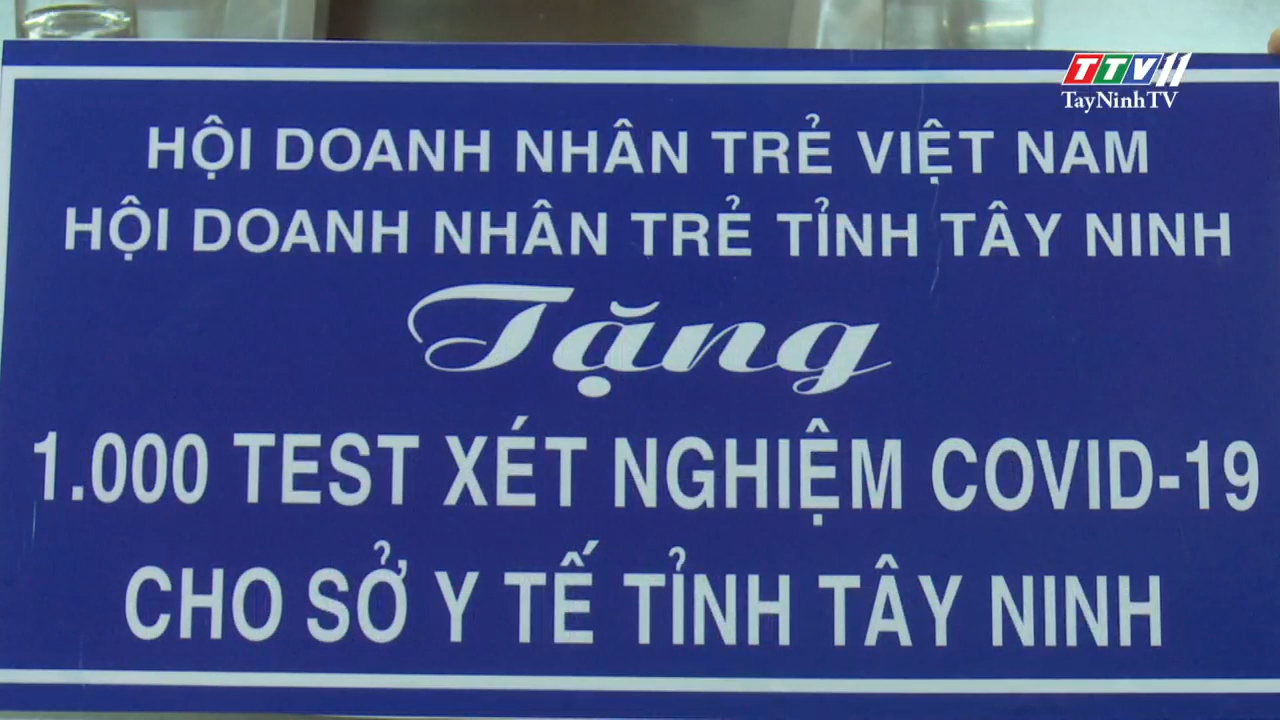 TTV11
TayNinhTV
HỘI DOANH NHÂN TRẺ VIỆT NAM
HỘI DOANH NHÂN TRẺ TỈNH TÂY NINH
Tặng
1.000 TEST XÉT NGHIỆM COVID-19
CHO SỞ Y TẾ TỈNH TÂY NINH